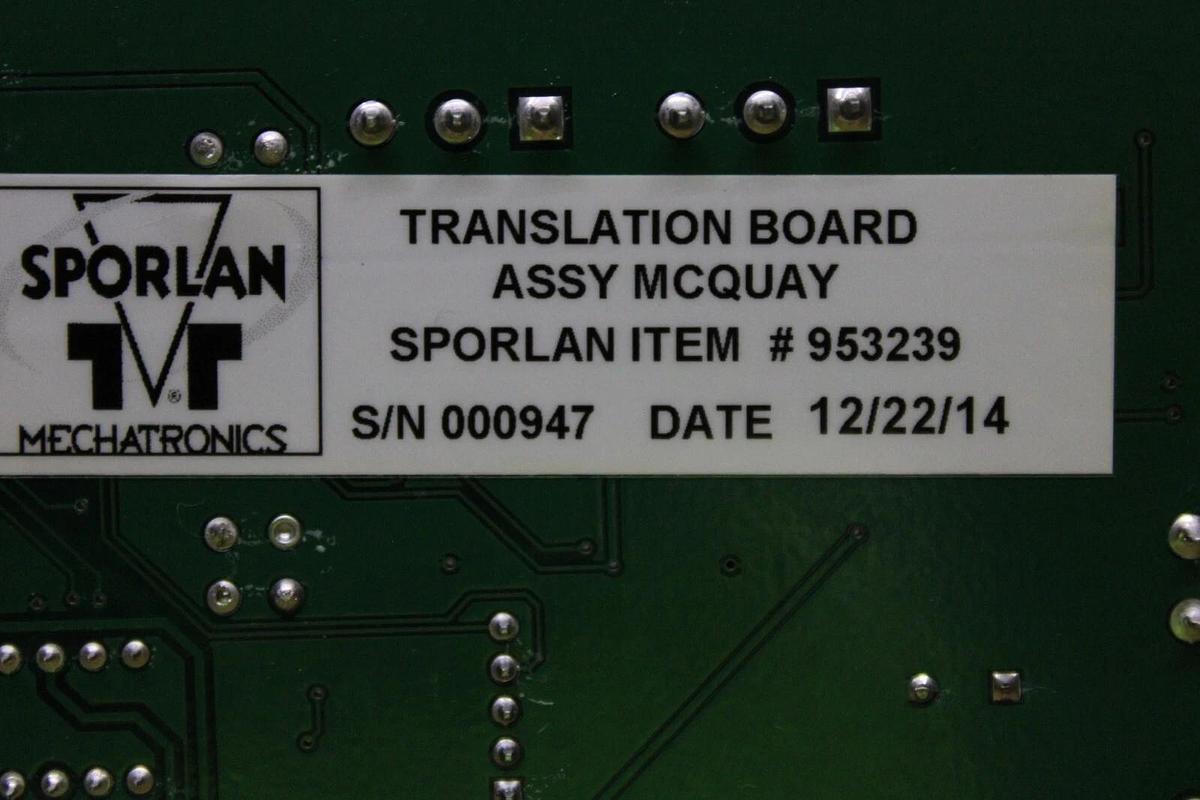 SPORLAN
®
MECHATRONICS
TRANSLATION BOARD
ASSY MCQUAY
SPORLAN ITEM # 953239
S/N 000947 DATE 12/22/14